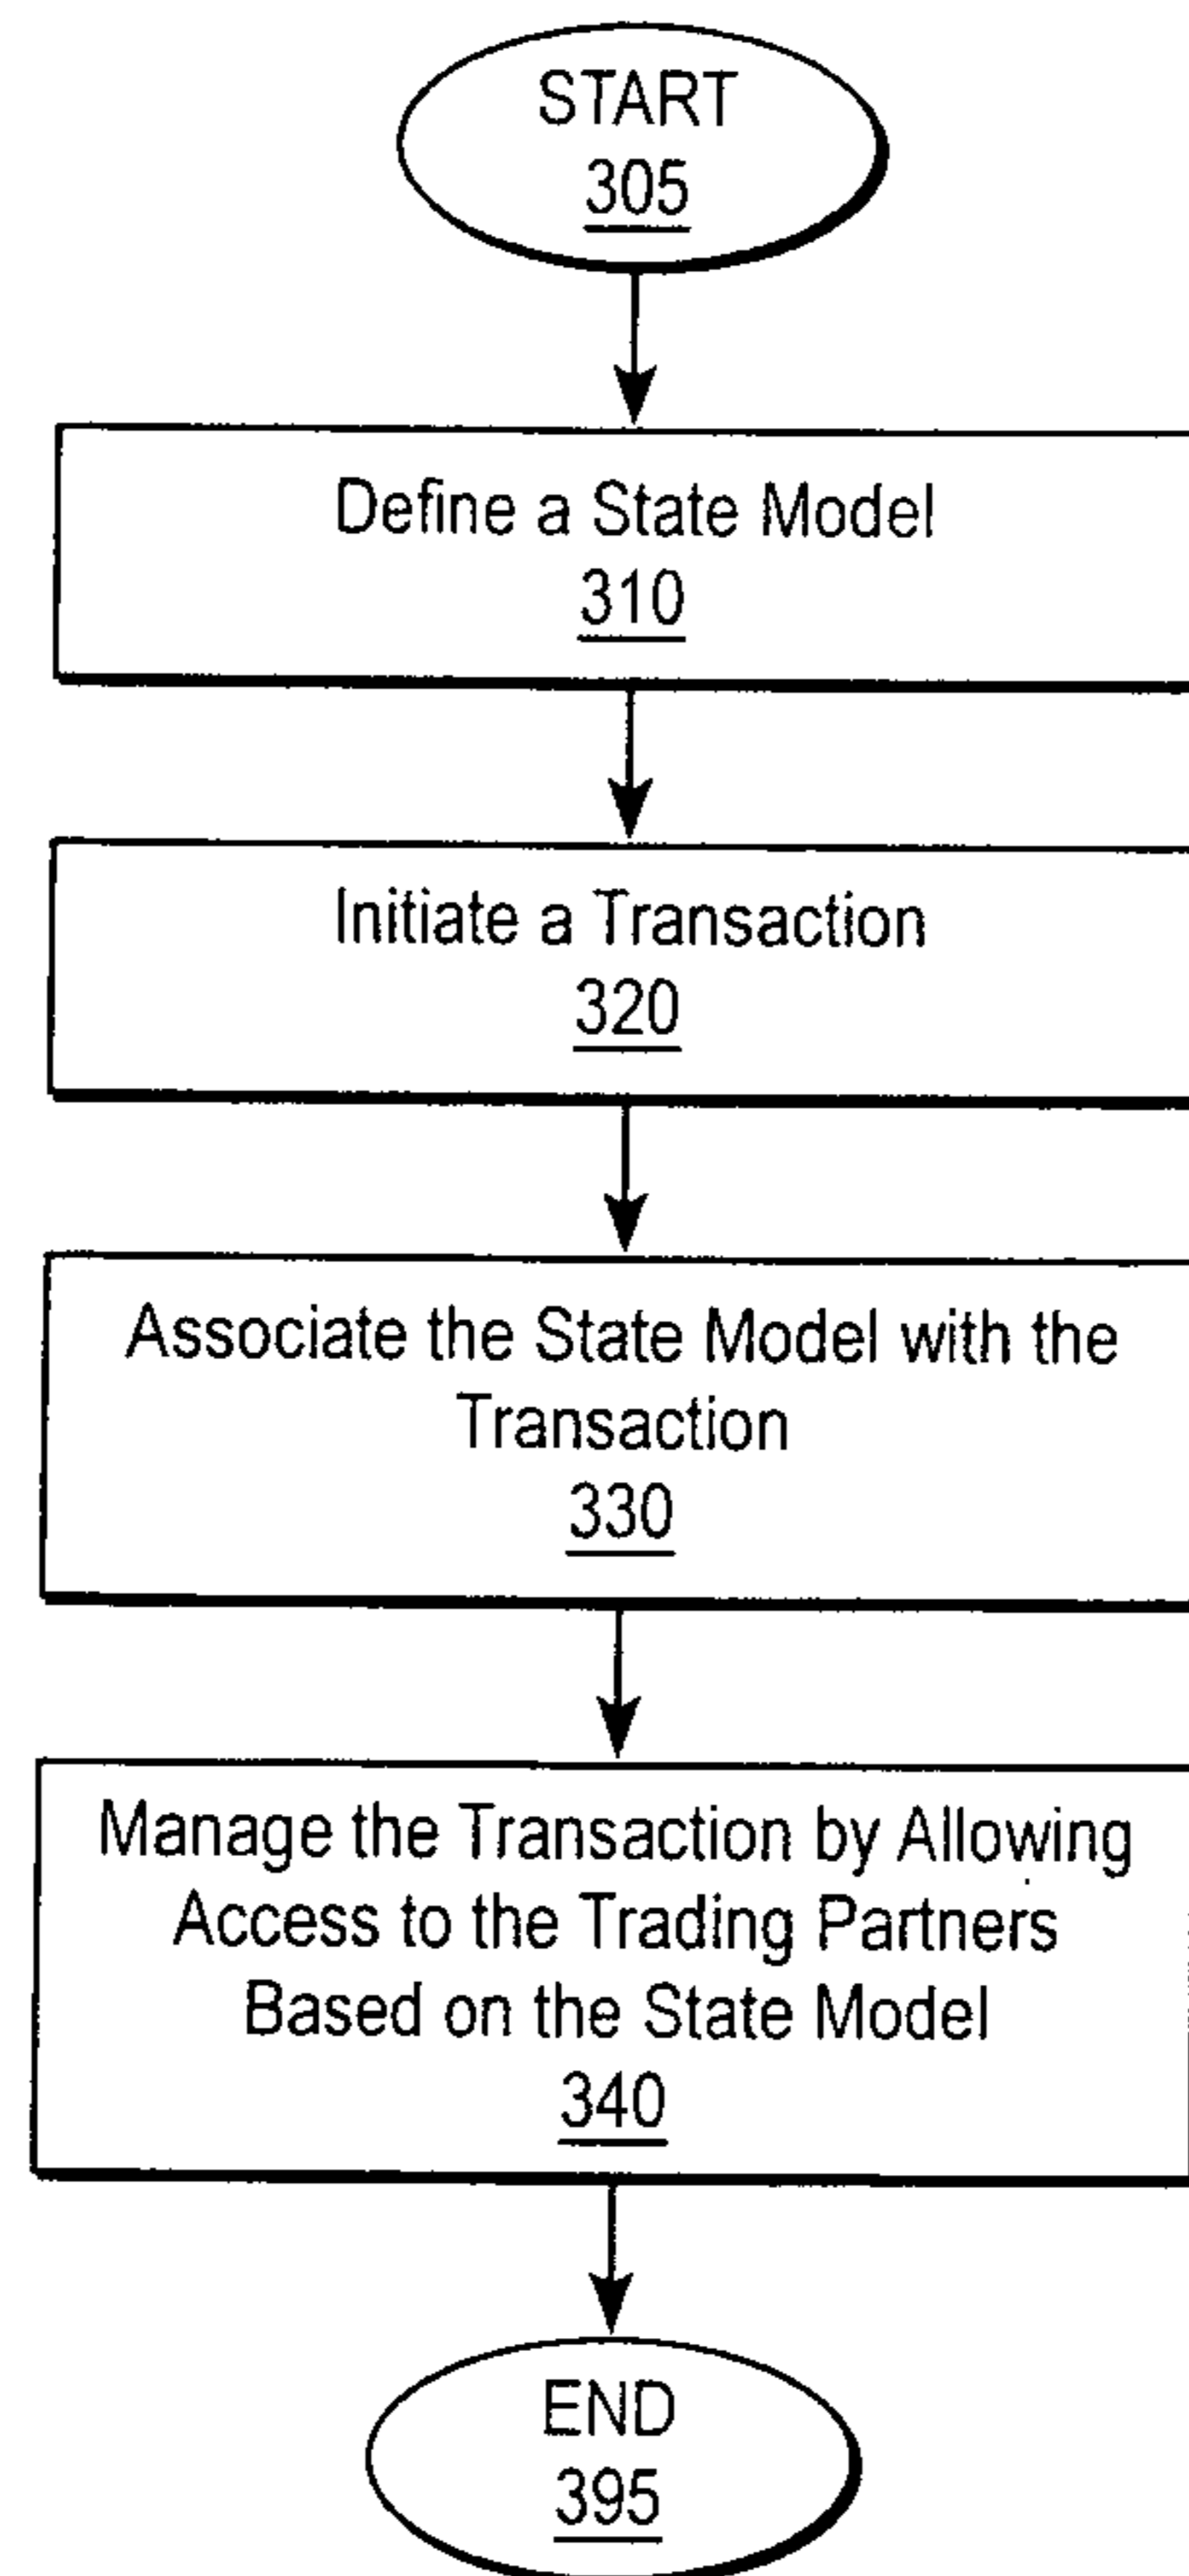 START
305
Define a State Model
310
Initiate a Transaction
320
Associate the State Model with the
Transaction
330
Manage the Transaction by Allowing
Access to the Trading Partners
Based on the State Model
340
END
395